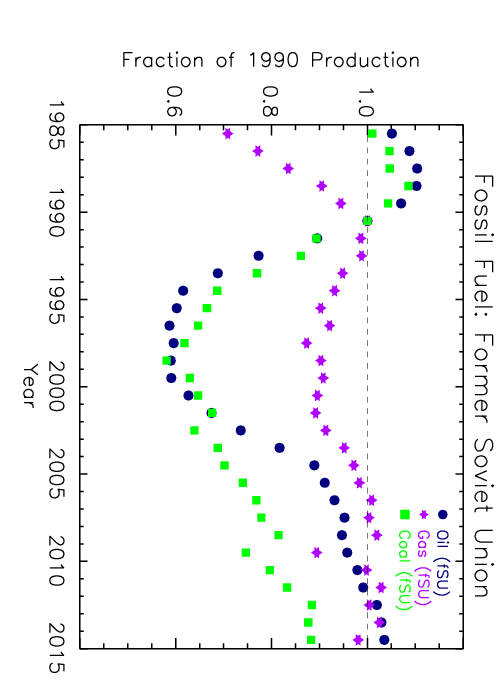 Fossil Fuel: Former Soviet Union
Fraction of 1990 Production
1.0
0.8
0.6
1985
1990
1995
2000
2005
2010
2015
Year
Oil (fSU)
Gas (fSU)
Coal (fSU)